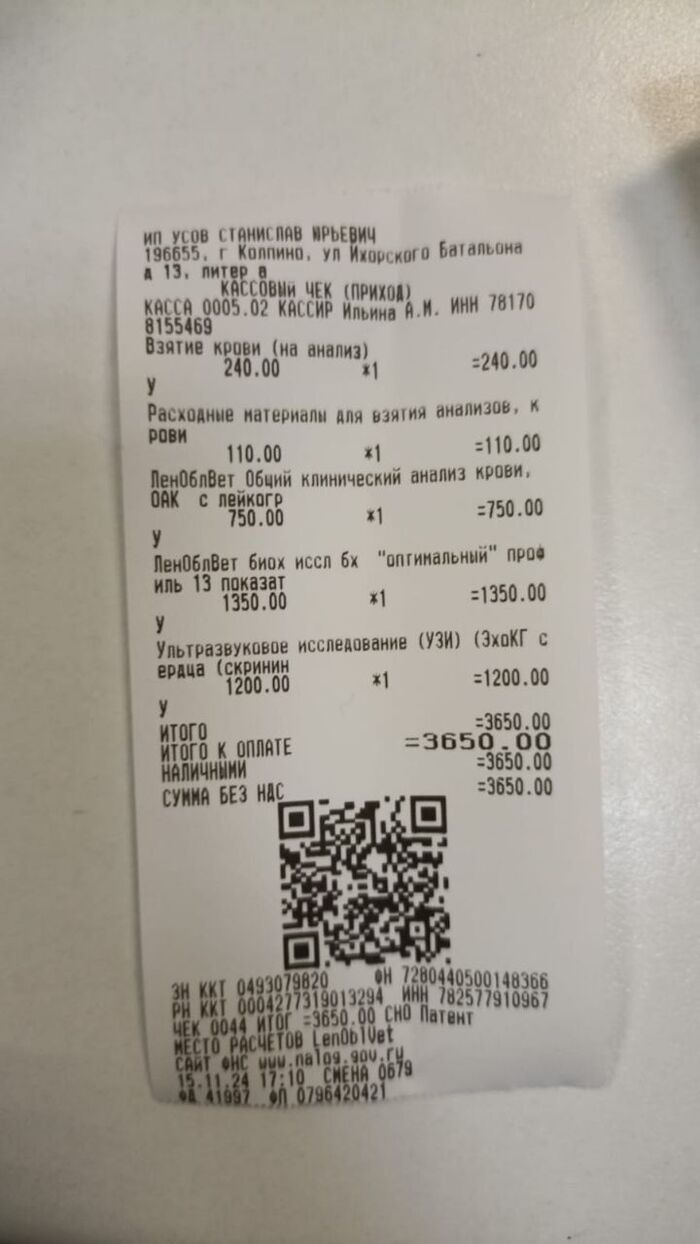 ИП УСОВ СТАНИСЛАВ ЮРЬЕВИЧ
196655, г Колпино, ул Ижорского Батальона
д 13, литер а
КАССОВЫЙ ЧЕК (ПРИХОД)
КАССА 0005.02 КАССИР Ильина А.М. ИНН 78170
8155469
Взятие крови (на анализ)
240.00 *1 =240.00
У
Расходные материалы для взятия анализов, к
рови
110.00 *1 =110.00
ЛенОблВет Общий клинический анализ крови,
ОАК с лейкогр
750.00 *1 =750.00
У
ЛенОблВет биох иссл бх "оптимальный" проф
иль 13 показат
1350.00 *1 =1350.00
У
Ультразвуковое исследование (УЗИ) (ЭхоКГ с
ердца (скринин
1200.00 *1 =1200.00
У
ИТОГО =3650.00
ИТОГО К ОПЛАТЕ =3650.00
НАЛИЧНЫМИ =3650.00
СУММА БЕЗ НДС =3650.00
ЗН ККТ 0493079820 ФН 7280440500148366
РН ККТ 0004277319013294 ИНН 782577910967
ЧЕК 0044 ИТОГ =3650.00 СНО Патент
МЕСТО РАСЧЕТОВ LenOblVet
САЙТ ФНС www.nalog.gov.ru
15.11.24 17:10 СМЕНА 0679
ФД 41997 ФП 0796420421